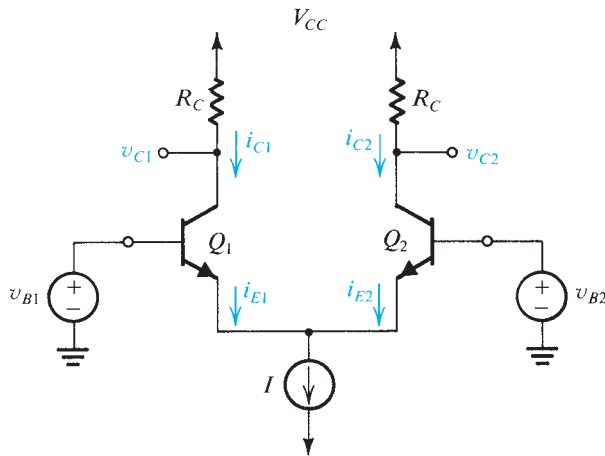 V_CC
R_C R_C
v_C1 i_C1 i_C2 v_C2
Q_1 Q_2
v_B1 + − i_E1 i_E2 + − v_B2
I